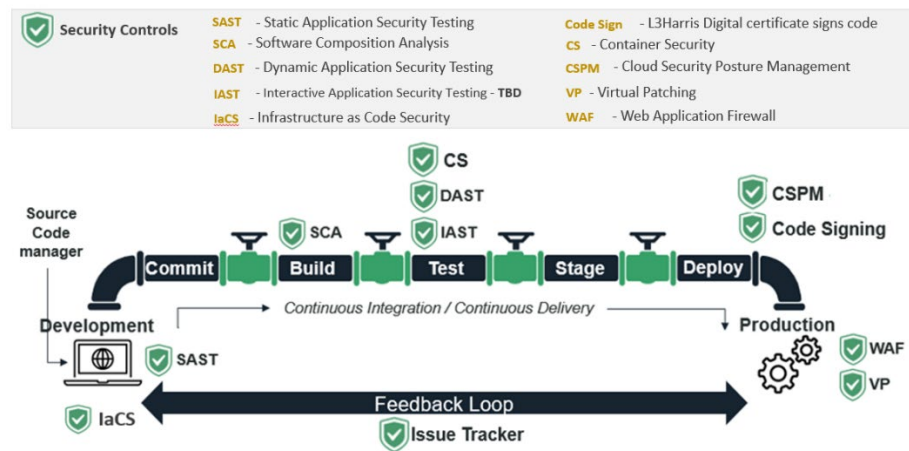 Security Controls
SAST - Static Application Security Testing
SCA - Software Composition Analysis
DAST - Dynamic Application Security Testing
IAST - Interactive Application Security Testing - TBD
IaCS - Infrastructure as Code Security
Code Sign - L3Harris Digital certificate signs code
CS - Container Security
CSPM - Cloud Security Posture Management
VP - Virtual Patching
WAF - Web Application Firewall
CS
DAST
IAST
SCA
CSPM
Code Signing
Source
Code
manager
Commit
Build
Test
Stage
Deploy
Continuous Integration / Continuous Delivery
Development
Production
SAST
WAF
VP
IaCS
Feedback Loop
Issue Tracker